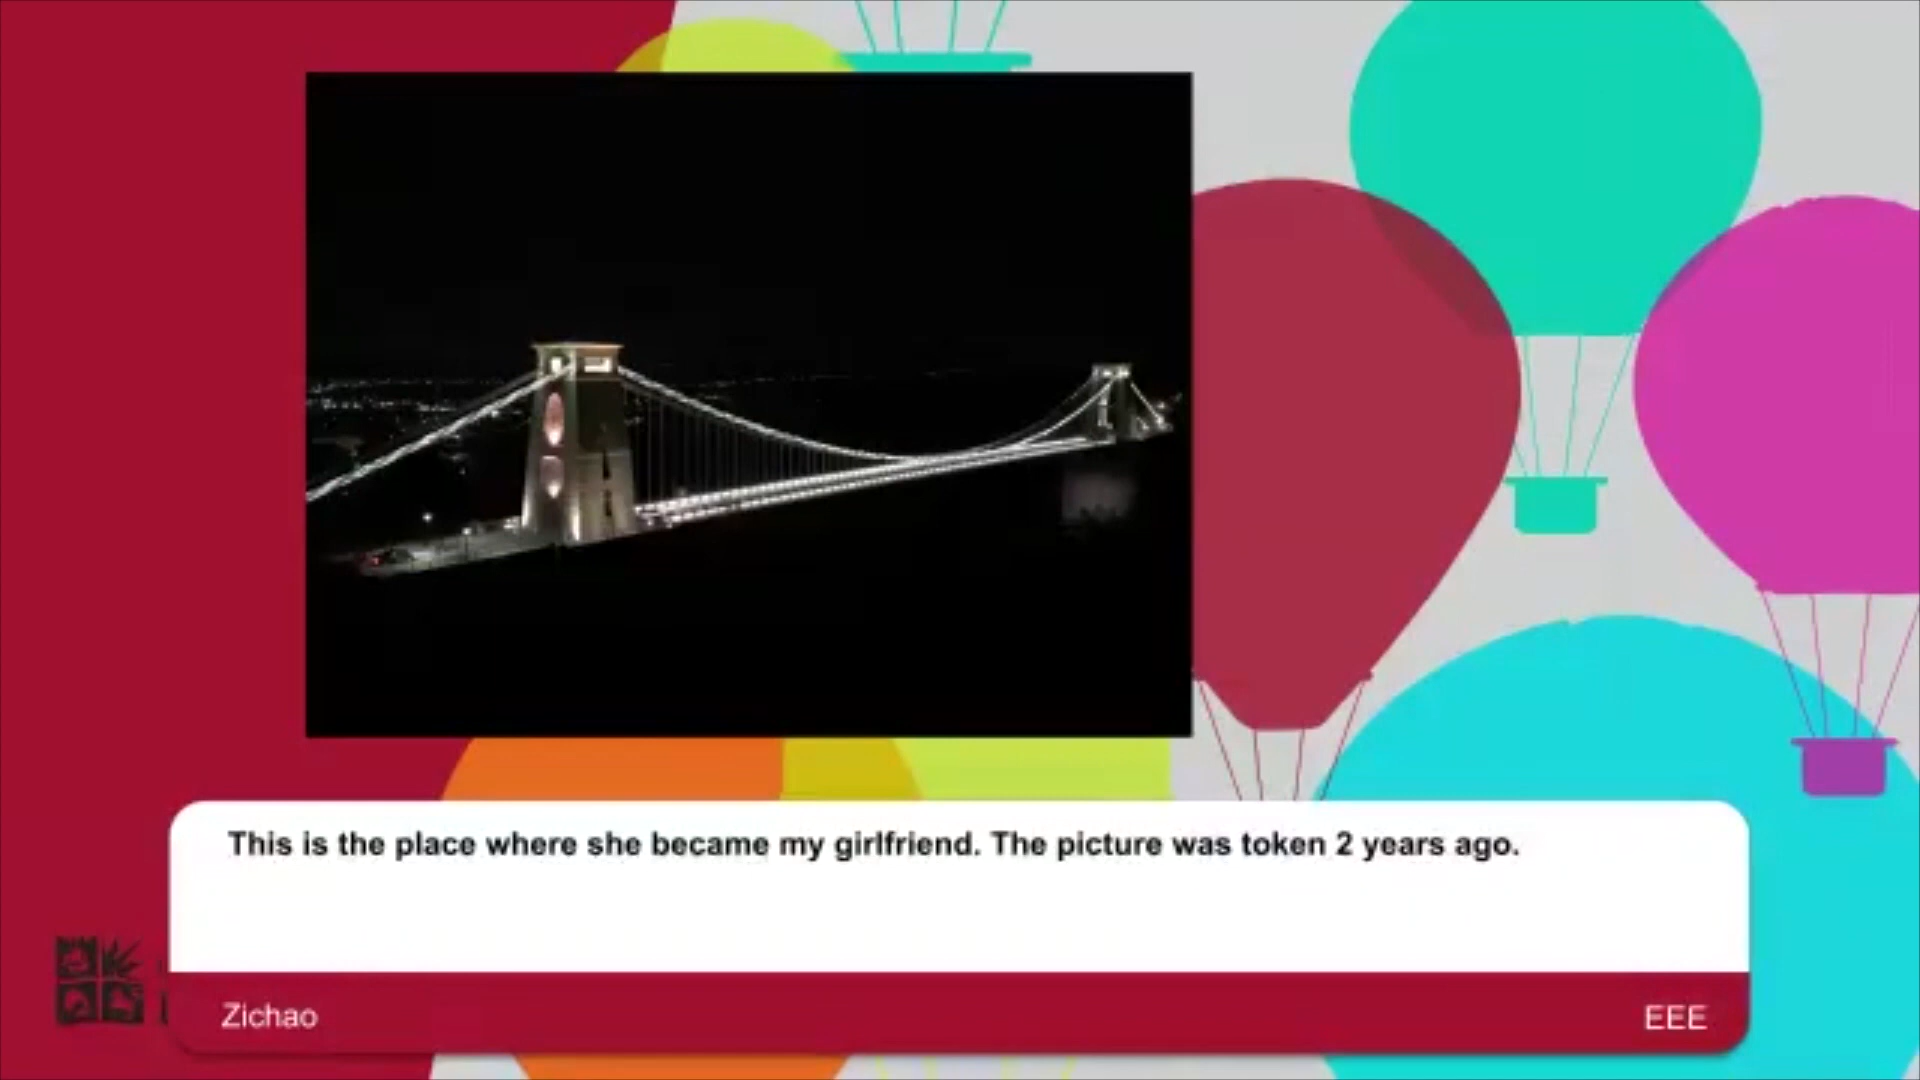 This is the place where she became my girlfriend. The picture was token 2 years ago.
Zichao
EEE